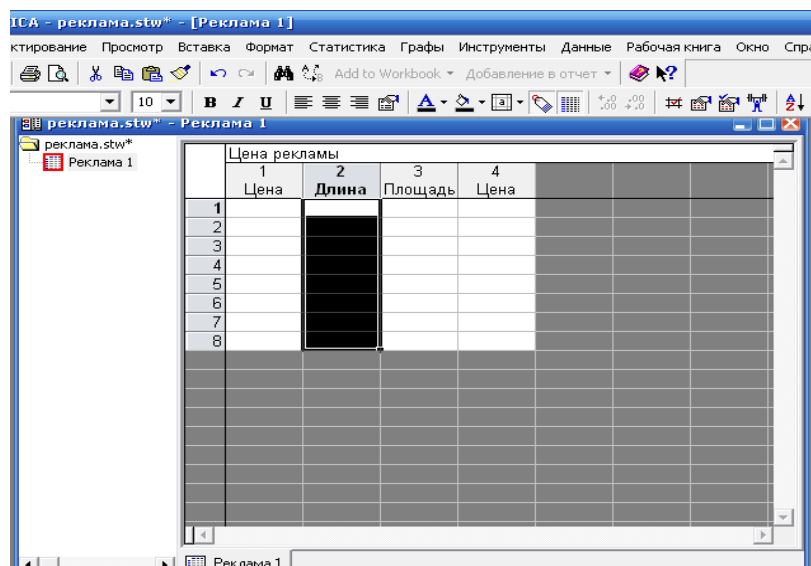 ICA - реклама.stw* - [Реклама 1]
ктирование Просмотр Вставка Формат Статистика Графы Инструменты Данные Рабочая книга Окно Спра
Add to Workbook Добавление в отчет
10 B I U
реклама.stw* - Реклама 1
реклама.stw*
Реклама 1
Цена рекламы
1 2 3 4
Цена Длина Площадь Цена
1
2
3
4
5
6
7
8
Реклама 1